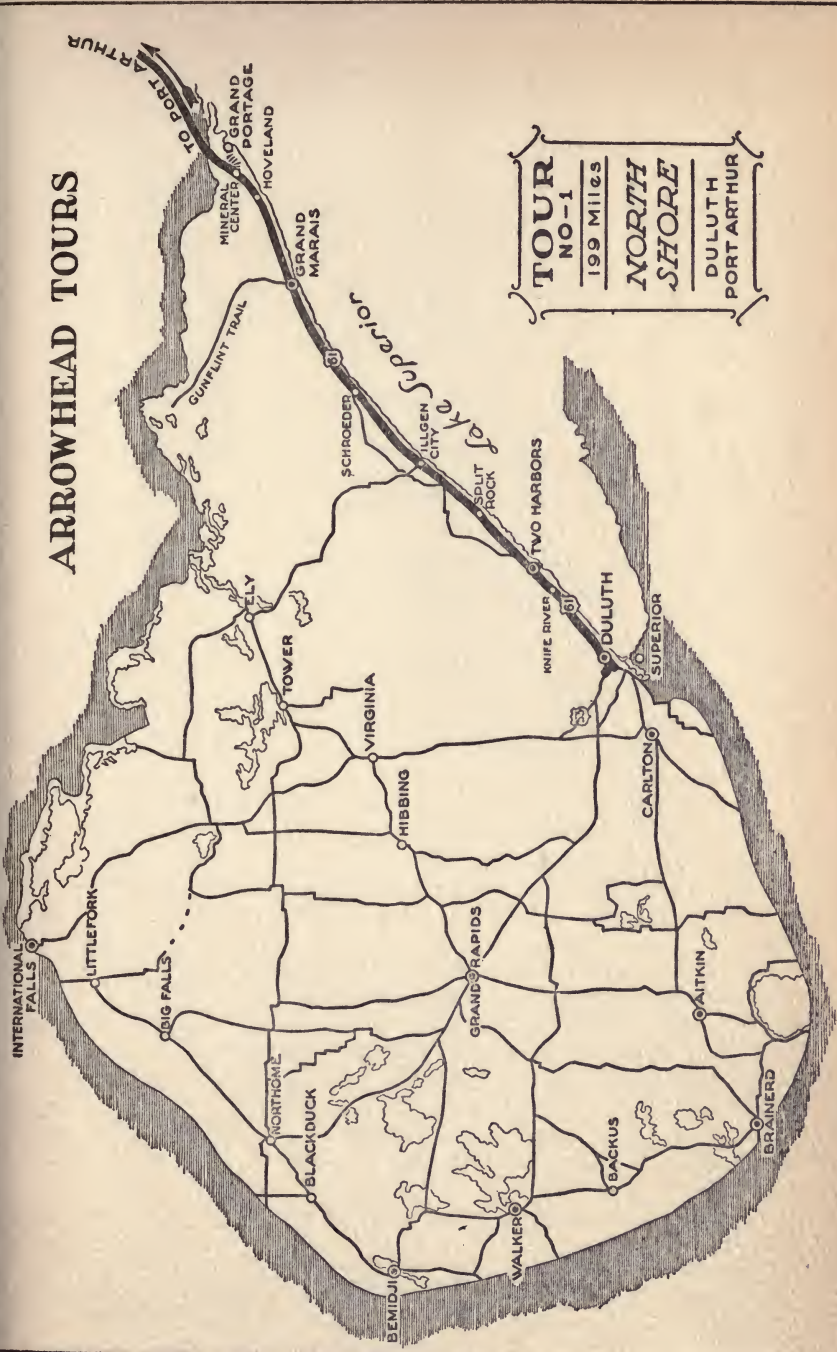 ARROWHEAD TOURS
TO PORT ARTHUR
GRAND
PORTAGE
MINERAL
CENTER
HOVELAND
GRAND
MARAIS
GUNFLINT TRAIL
61
SCHROEDER
Lake Superior
ILLGEN
CITY
SPLIT
ROCK
TWO HARBORS
KNIFE RIVER
61
DULUTH
SUPERIOR
ELY
TOWER
VIRGINIA
HIBBING
CARLTON
INTERNATIONAL
FALLS
LITTLEFORK
BIG FALLS
GRAND RAPIDS
AITKIN
NORTHOME
BLACKDUCK
BACKUS
BRAINERD
WALKER
BEMIDJI
TOUR
NO-1
199 Miles
NORTH
SHORE
DULUTH
PORT ARTHUR